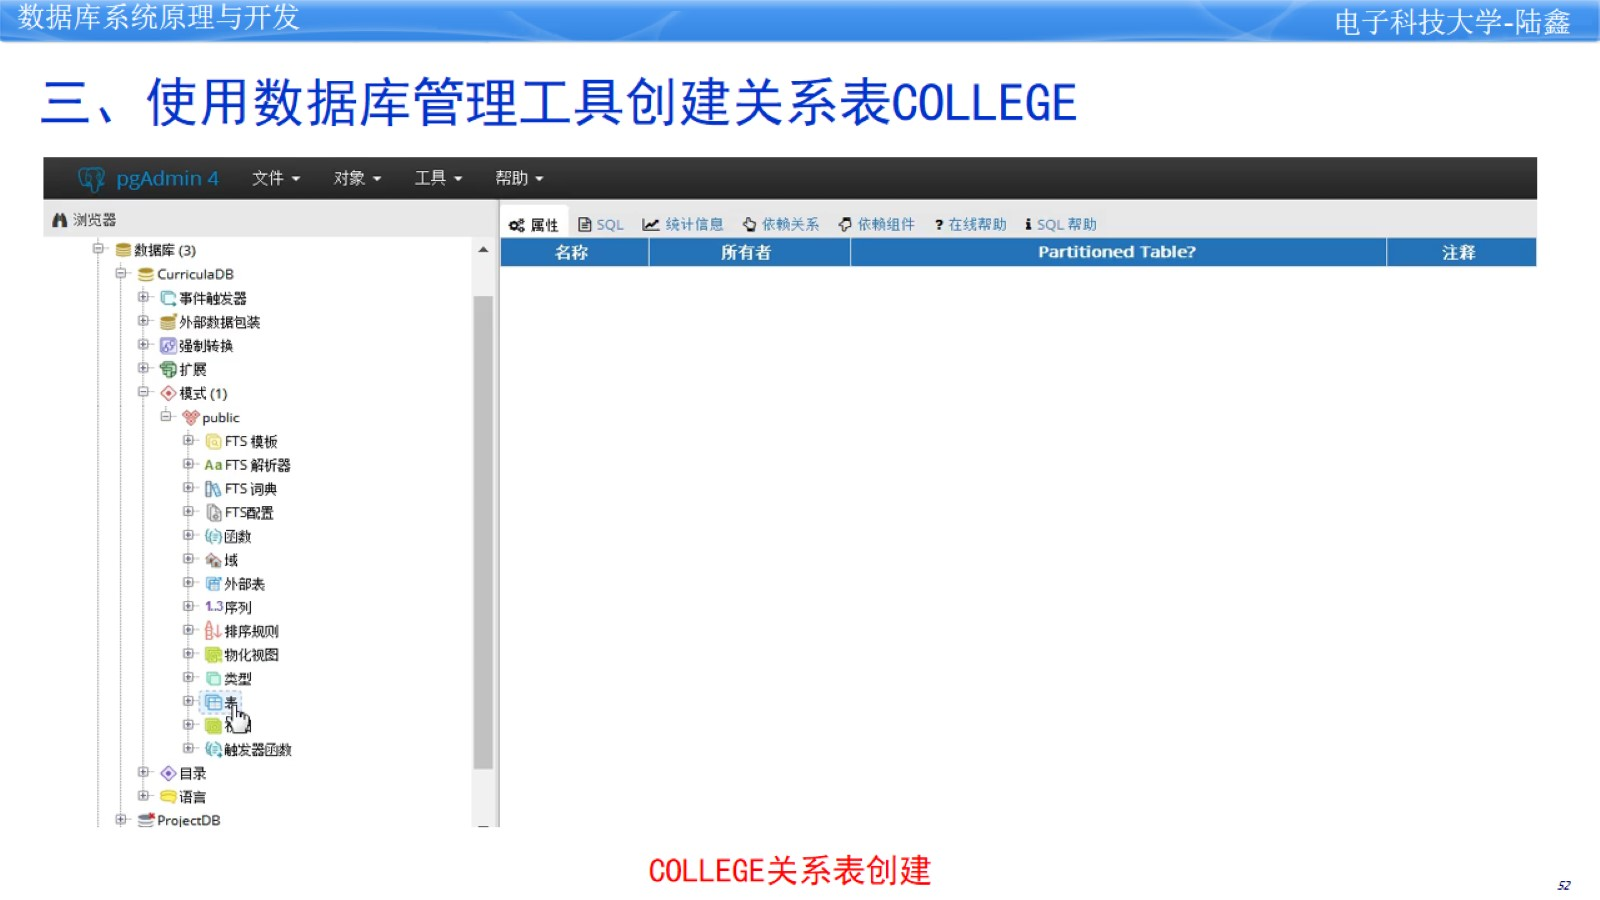 数据库系统原理与开发
电子科技大学-陆鑫
三、使用数据库管理工具创建关系表COLLEGE
pgAdmin 4 文件 对象 工具 帮助
浏览器
属性 SQL 统计信息 依赖关系 依赖组件 ? 在线帮助 i SQL 帮助
名称 所有者 Partitioned Table? 注释
数据库 (3)
CurriculaDB
事件触发器
外部数据包装
强制转换
扩展
模式 (1)
public
FTS 模板
Aa FTS 解析器
FTS 词典
FTS配置
函数
域
外部表
1.3 序列
排序规则
物化视图
类型
表
触发器函数
目录
语言
ProjectDB
COLLEGE关系表创建
52